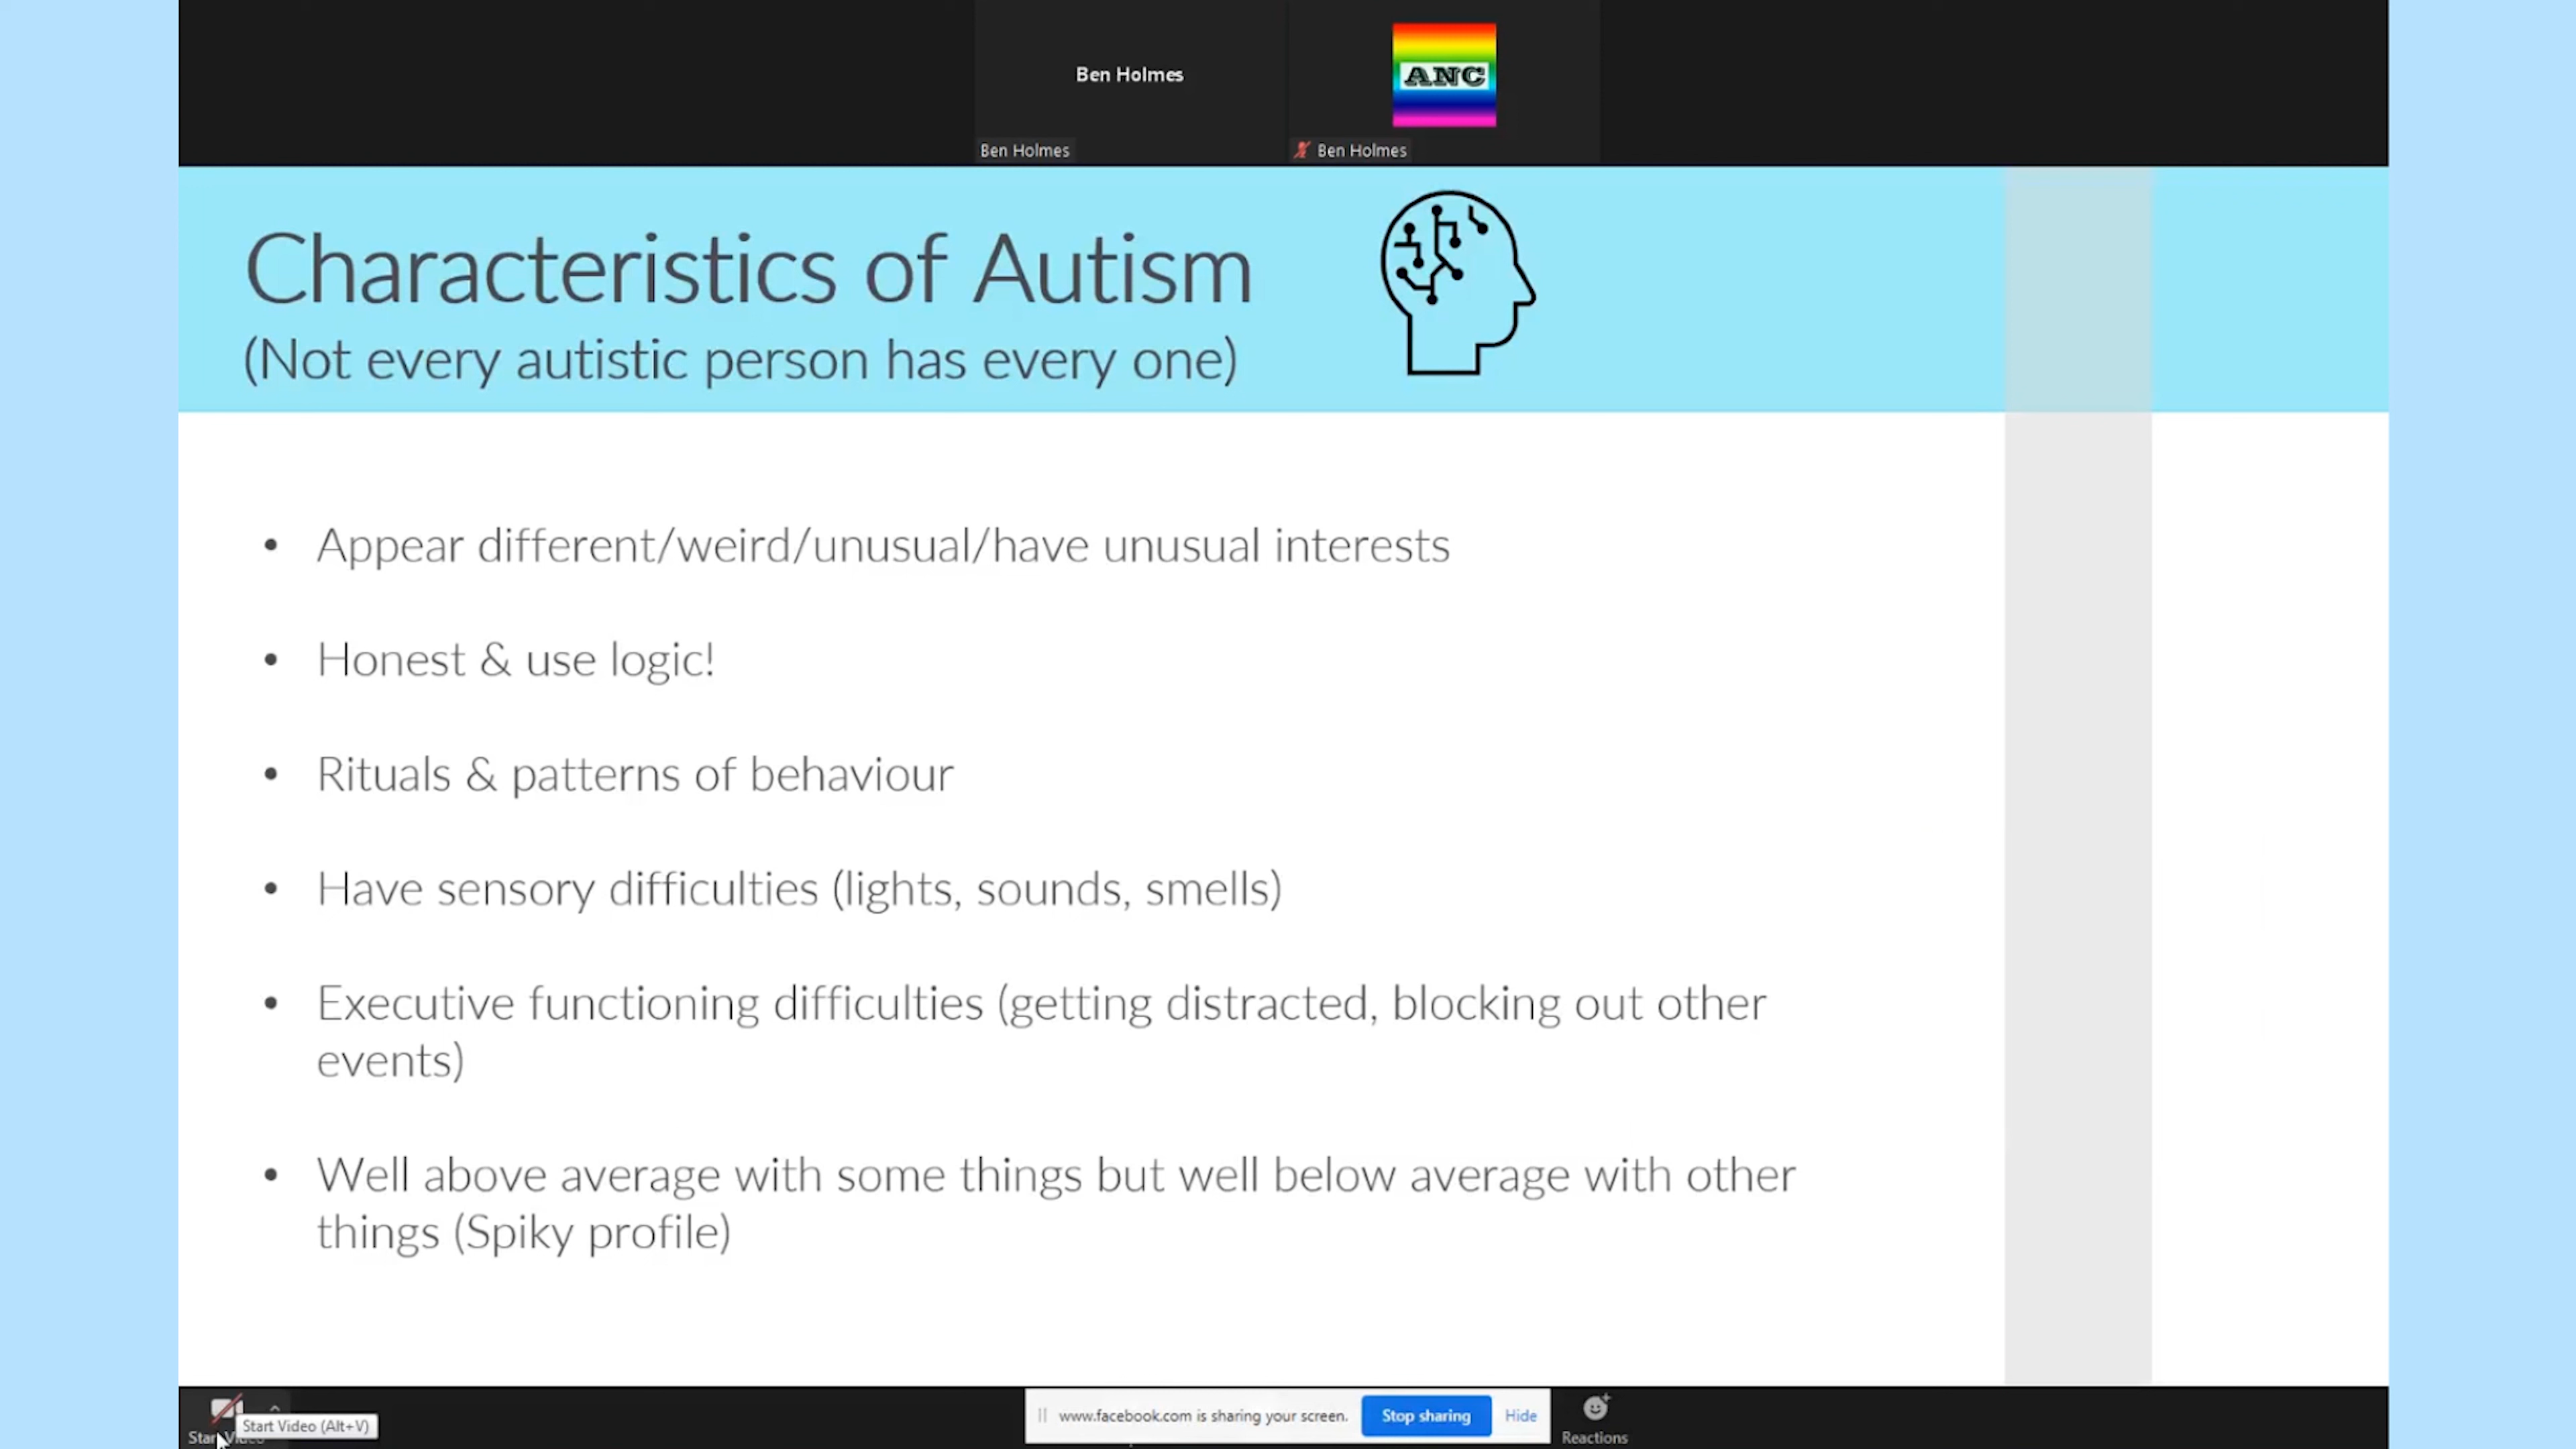 Ben Holmes
ANC
Ben Holmes
Ben Holmes
Characteristics of Autism
(Not every autistic person has every one)
• Appear different/weird/unusual/have unusual interests
• Honest & use logic!
• Rituals & patterns of behaviour
• Have sensory difficulties (lights, sounds, smells)
• Executive functioning difficulties (getting distracted, blocking out other
events)
• Well above average with some things but well below average with other
things (Spiky profile)
Start Video (Alt+V)
www.facebook.com is sharing your screen.
Stop sharing
Hide
Reactions